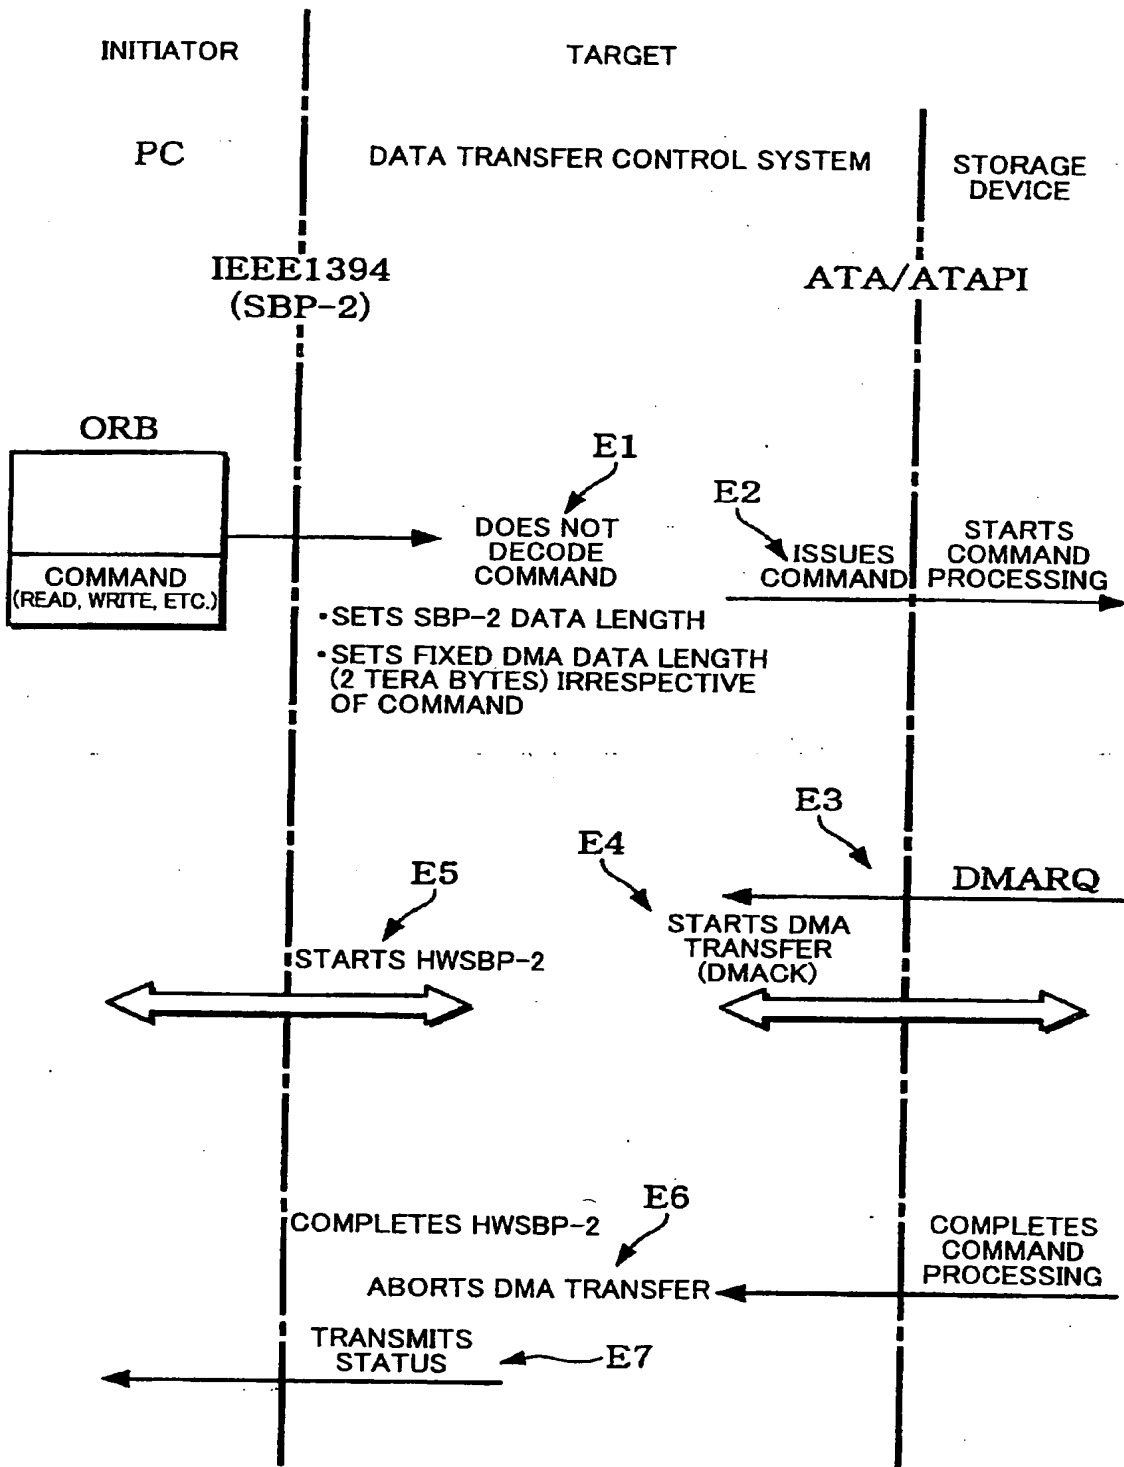 INITIATOR
TARGET
PC
DATA TRANSFER CONTROL SYSTEM
STORAGE
DEVICE
IEEE1394
(SBP-2)
ATA/ATAPI
ORB
COMMAND
(READ, WRITE, ETC.)
E1
DOES NOT
DECODE
COMMAND
•SETS SBP-2 DATA LENGTH
•SETS FIXED DMA DATA LENGTH
(2 TERA BYTES) IRRESPECTIVE
OF COMMAND
E2
ISSUES
COMMAND
STARTS
COMMAND
PROCESSING
E3
DMARQ
E4
STARTS DMA
TRANSFER
(DMACK)
E5
STARTS HWSBP-2
COMPLETES HWSBP-2
E6
ABORTS DMA TRANSFER
COMPLETES
COMMAND
PROCESSING
TRANSMITS
STATUS
E7